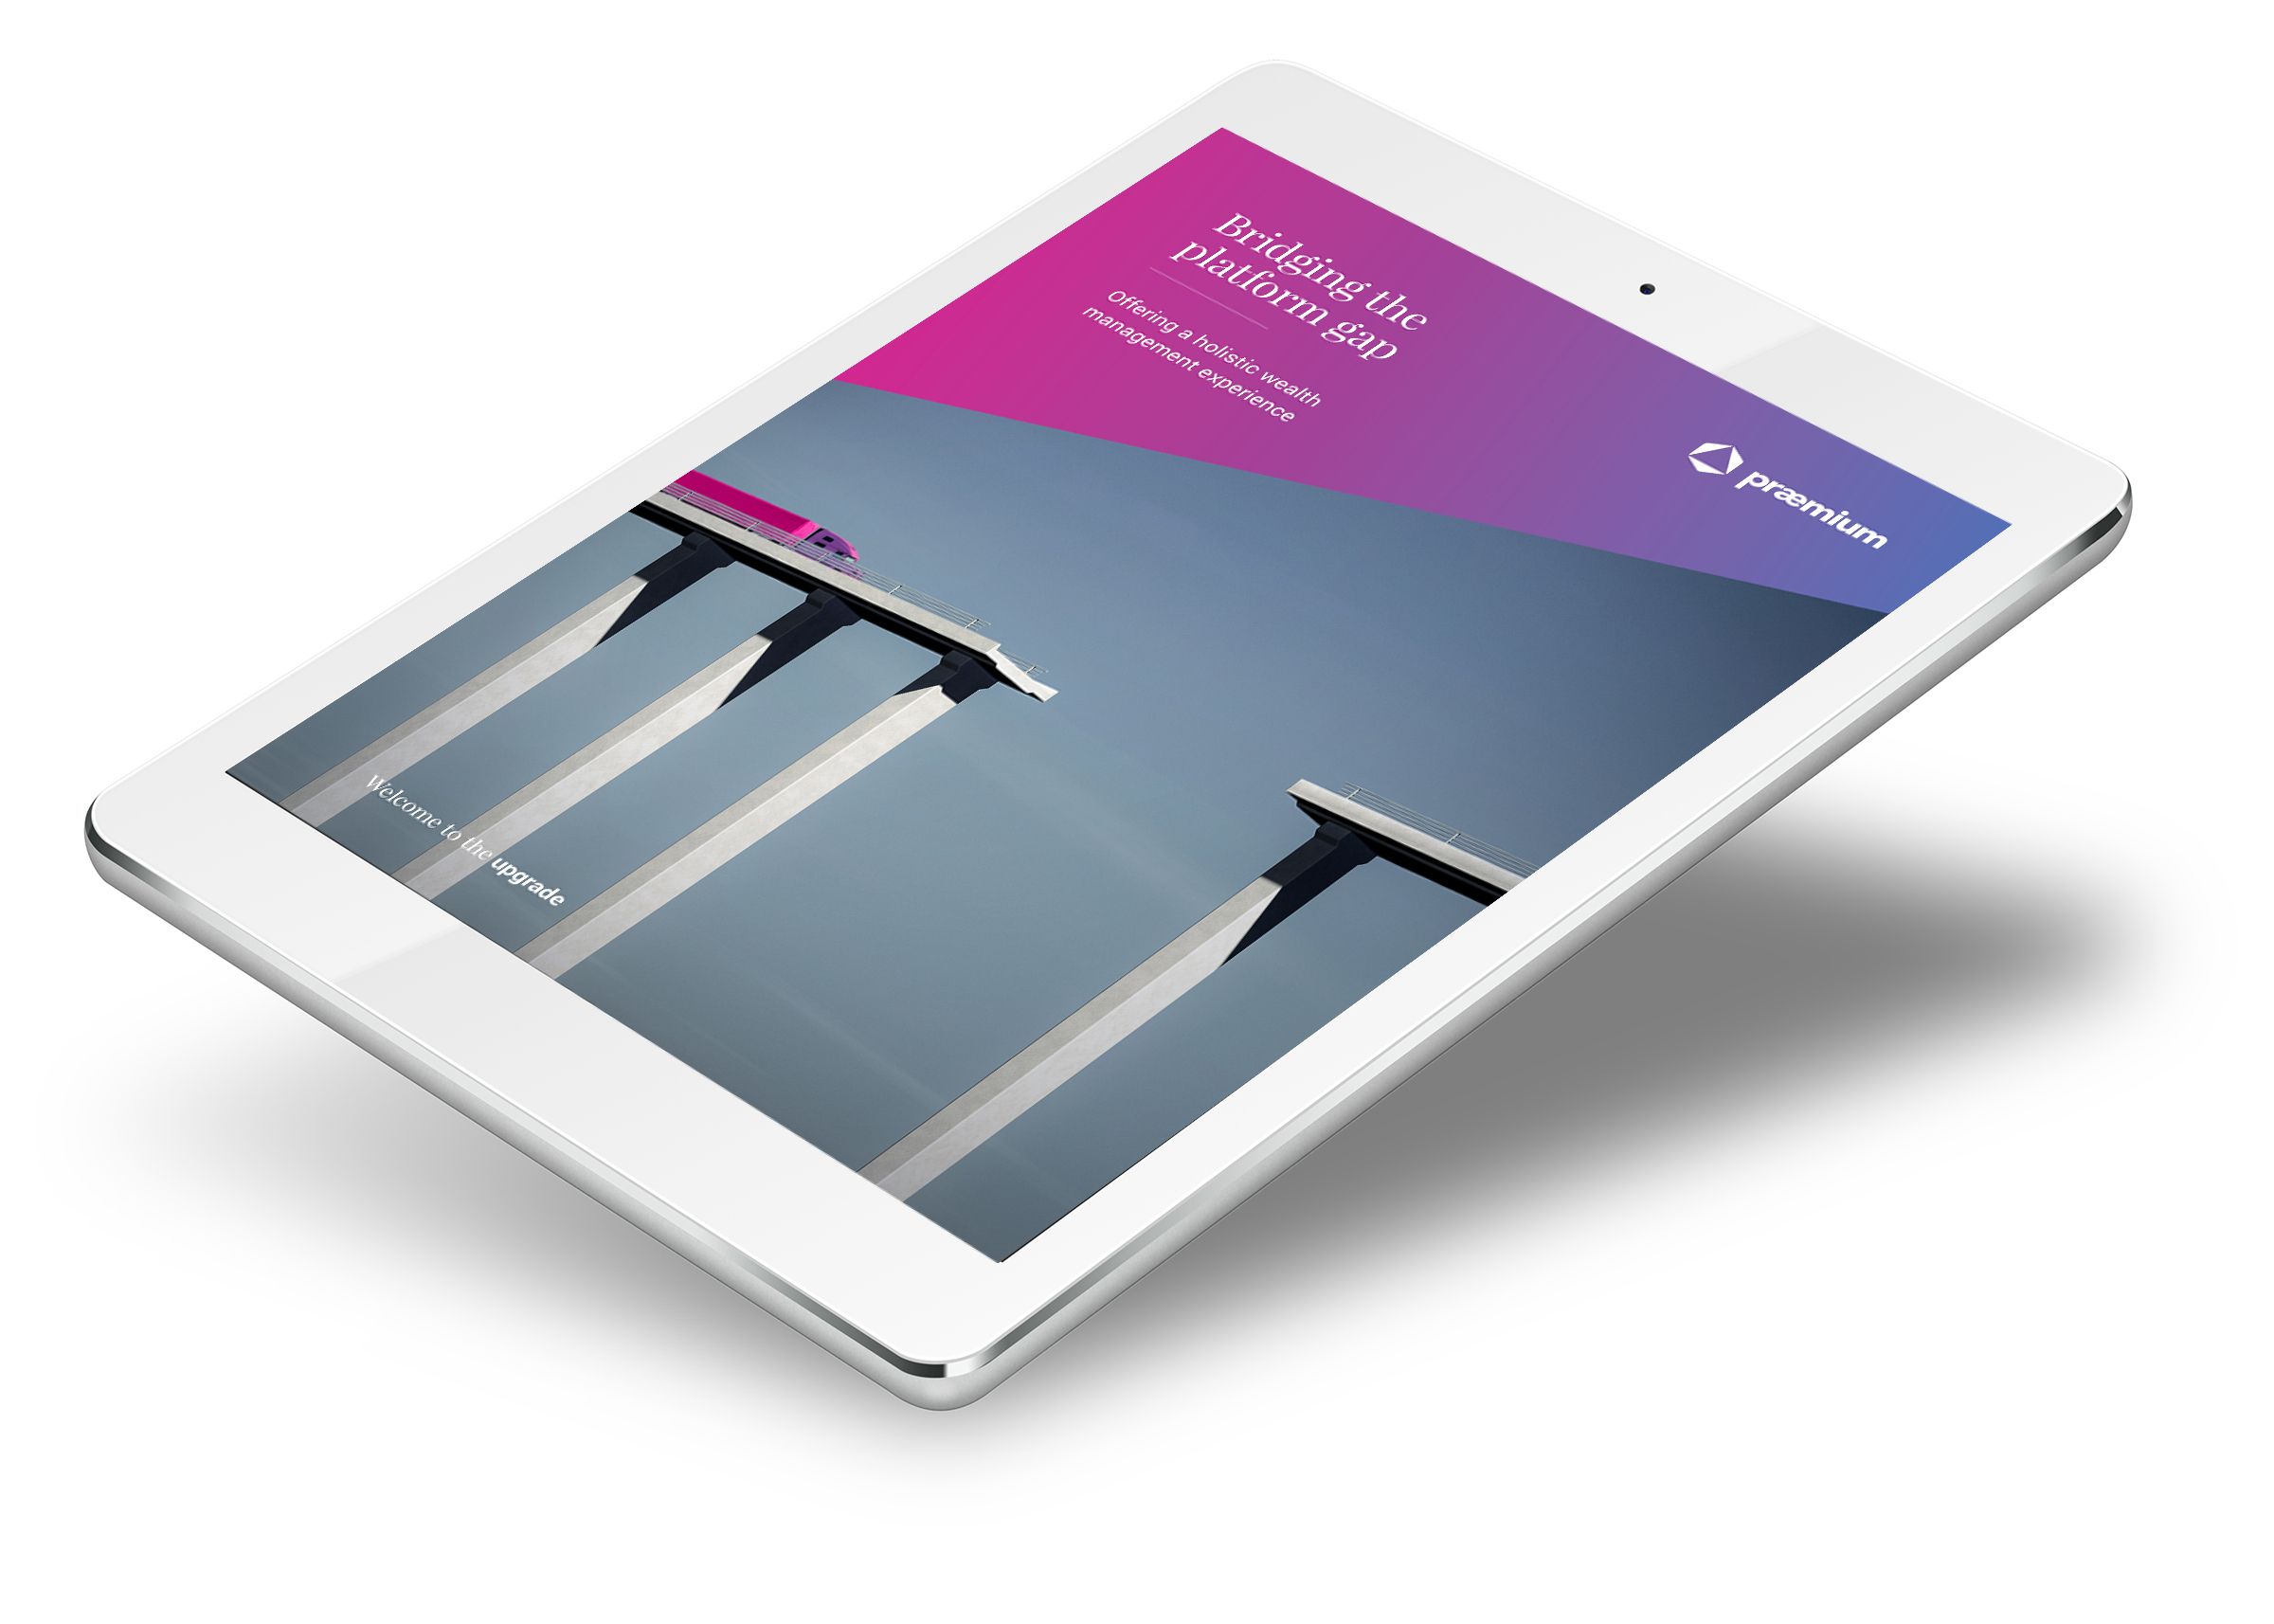 Bridging the
platform gap
Offering a holistic wealth
management experience
præmium
Welcome to the upgrade